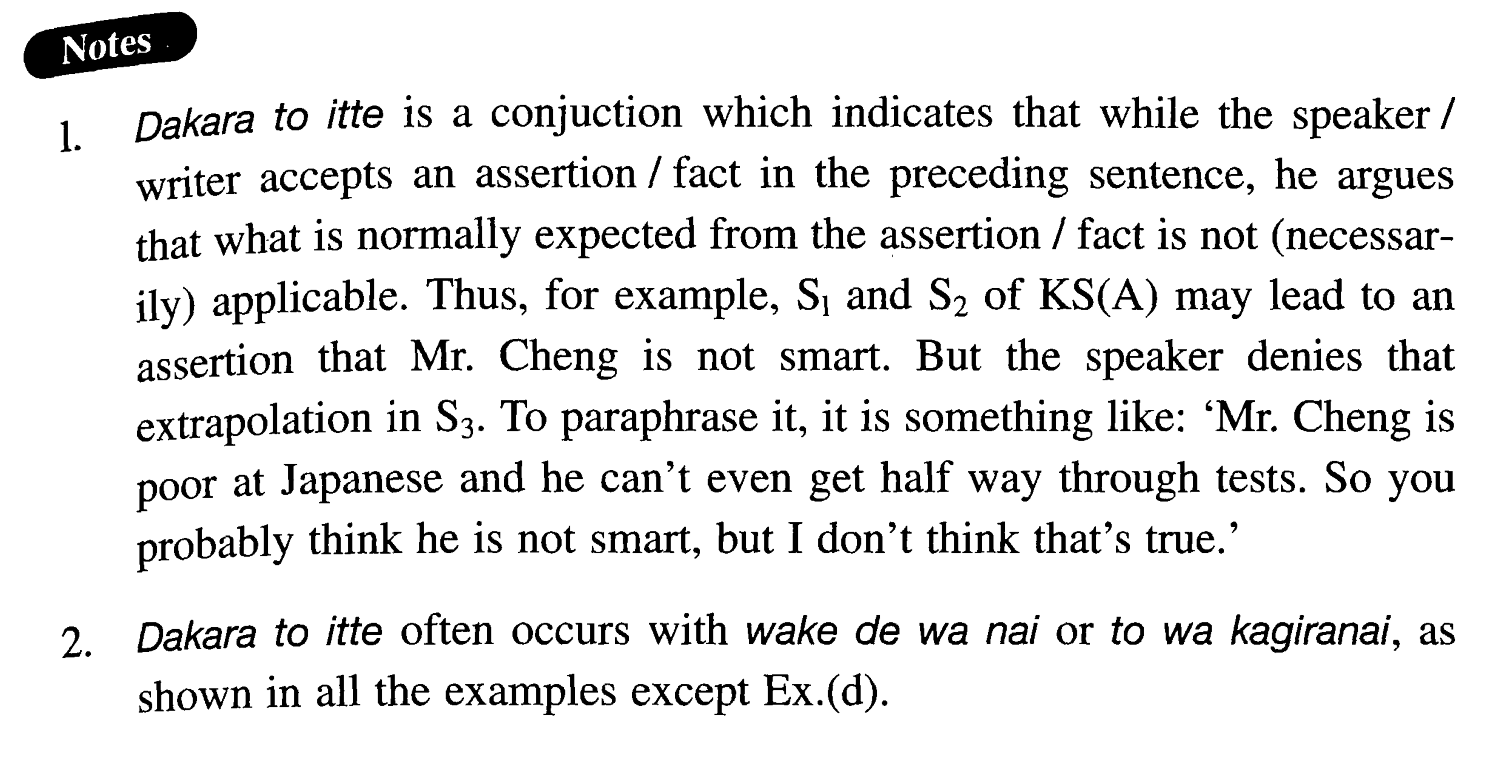 Notes
1. Dakara to itte is a conjuction which indicates that while the speaker /
writer accepts an assertion / fact in the preceding sentence, he argues
that what is normally expected from the assertion / fact is not (necessar-
ily) applicable. Thus, for example, S₁ and S₂ of KS(A) may lead to an
assertion that Mr. Cheng is not smart. But the speaker denies that
extrapolation in S₃. To paraphrase it, it is something like: ‘Mr. Cheng is
poor at Japanese and he can’t even get half way through tests. So you
probably think he is not smart, but I don’t think that’s true.’
2. Dakara to itte often occurs with wake de wa nai or to wa kagiranai, as
shown in all the examples except Ex.(d).